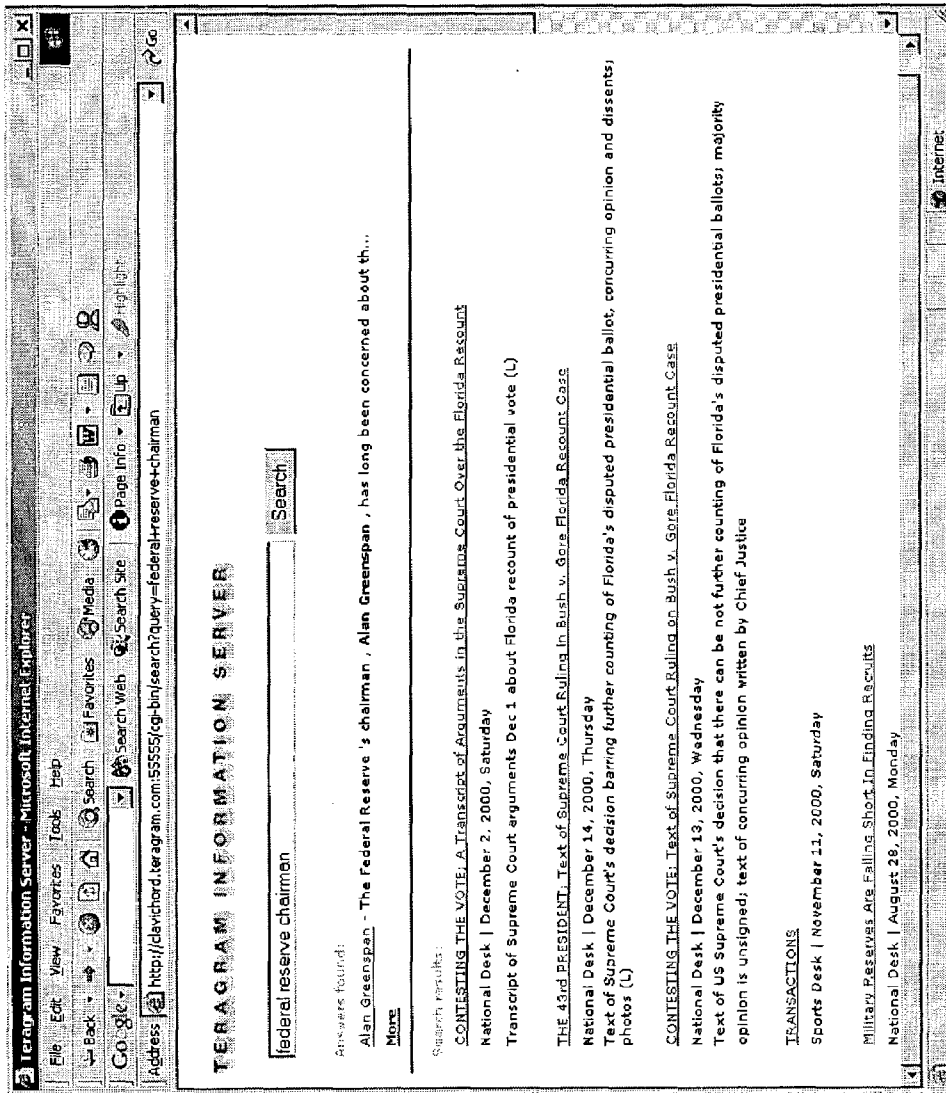 Teragram Information Server - Microsoft Internet Explorer
File Edit View Favorites Tools Help
Back Search Favorites Media
Google Search Web Search Site Page Info Up Highlight
Address http://clavichord.teragram.com:55555/cgi-bin/search?query=federal+reserve+chairman Go
TERAGRAM INFORMATION SERVER
federal reserve chairman Search
Answers found:
Alan Greenspan - The Federal Reserve 's chairman , Alan Greenspan , has long been concerned about th...
More
Search results:
CONTESTING THE VOTE; A Transcript of Arguments in the Supreme Court Over the Florida Recount
National Desk | December 2, 2000, Saturday
Transcript of Supreme Court arguments Dec 1 about Florida recount of presidential vote (L)
THE 43rd PRESIDENT; Text of Supreme Court Ruling in Bush v. Gore Florida Recount Case
National Desk | December 14, 2000, Thursday
Text of Supreme Court's decision barring further counting of Florida's disputed presidential ballot, concurring opinion and dissents;
photos (L)
CONTESTING THE VOTE; Text of Supreme Court Ruling on Bush v. Gore Florida Recount Case
National Desk | December 13, 2000, Wednesday
Text of US Supreme Court's decision that there can be not further counting of Florida's disputed presidential ballots; majority
opinion is unsigned; text of concurring opinion written by Chief Justice
TRANSACTIONS
Sports Desk | November 11, 2000, Saturday
Military Reserves Are Falling Short In Finding Recruits
National Desk | August 28, 2000, Monday
Internet